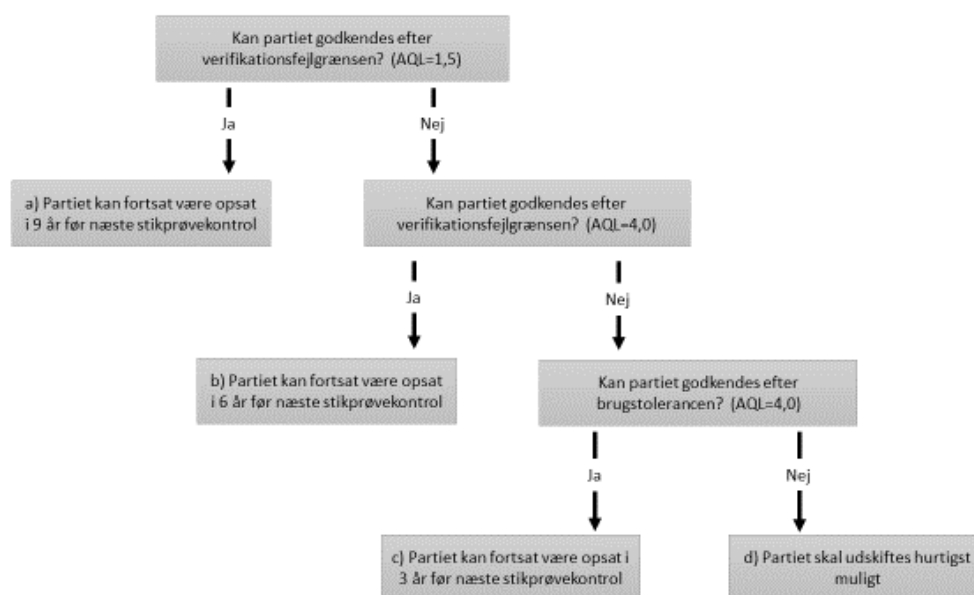 Kan partiet godkendes efter
verifikationsfejlgrænsen? (AQL=1,5)
Ja
Nej
a) Partiet kan fortsat være opsat
i 9 år før næste stikprøvekontrol
Kan partiet godkendes efter
verifikationsfejlgrænsen? (AQL=4,0)
Ja
Nej
b) Partiet kan fortsat være opsat
i 6 år før næste stikprøvekontrol
Kan partiet godkendes efter
brugstolerancen? (AQL=4,0)
Ja
Nej
c) Partiet kan fortsat være opsat i
3 år før næste stikprøvekontrol
d) Partiet skal udskiftes hurtigst
muligt